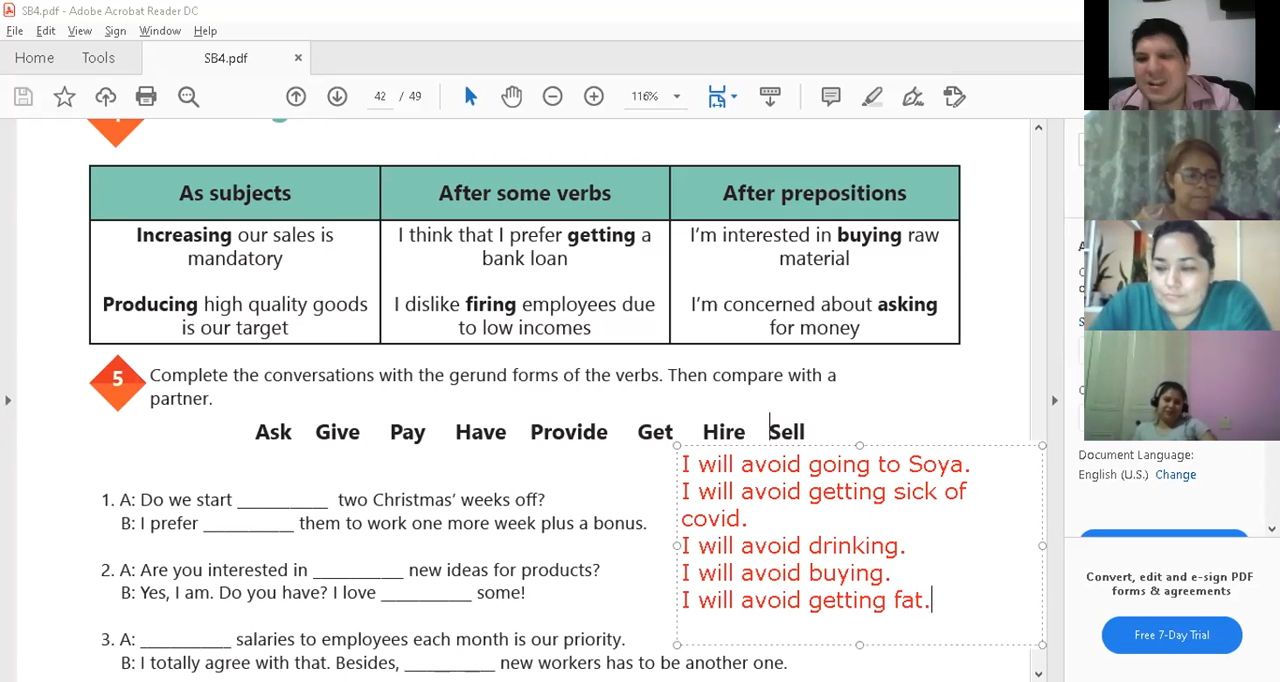 SB4.pdf - Adobe Acrobat Reader DC
File Edit View Sign Window Help
Home Tools SB4.pdf ×
42 / 49 116%
As subjects After some verbs After prepositions
Increasing our sales is mandatory
I think that I prefer getting a bank loan
I'm interested in buying raw material
Producing high quality goods is our target
I dislike firing employees due to low incomes
I'm concerned about asking for money
5 Complete the conversations with the gerund forms of the verbs. Then compare with a
partner.
Ask Give Pay Have Provide Get Hire Sell
I will avoid going to Soya.
I will avoid getting sick of
covid.
I will avoid drinking.
I will avoid buying.
I will avoid getting fat.
1. A: Do we start __________ two Christmas' weeks off?
B: I prefer __________ them to work one more week plus a bonus.
2. A: Are you interested in __________ new ideas for products?
B: Yes, I am. Do you have? I love __________ some!
3. A: __________ salaries to employees each month is our priority.
B: I totally agree with that. Besides, __________ new workers has to be another one.
Document Language:
English (U.S.) Change
Convert, edit and e-sign PDF
forms & agreements
Free 7-Day Trial